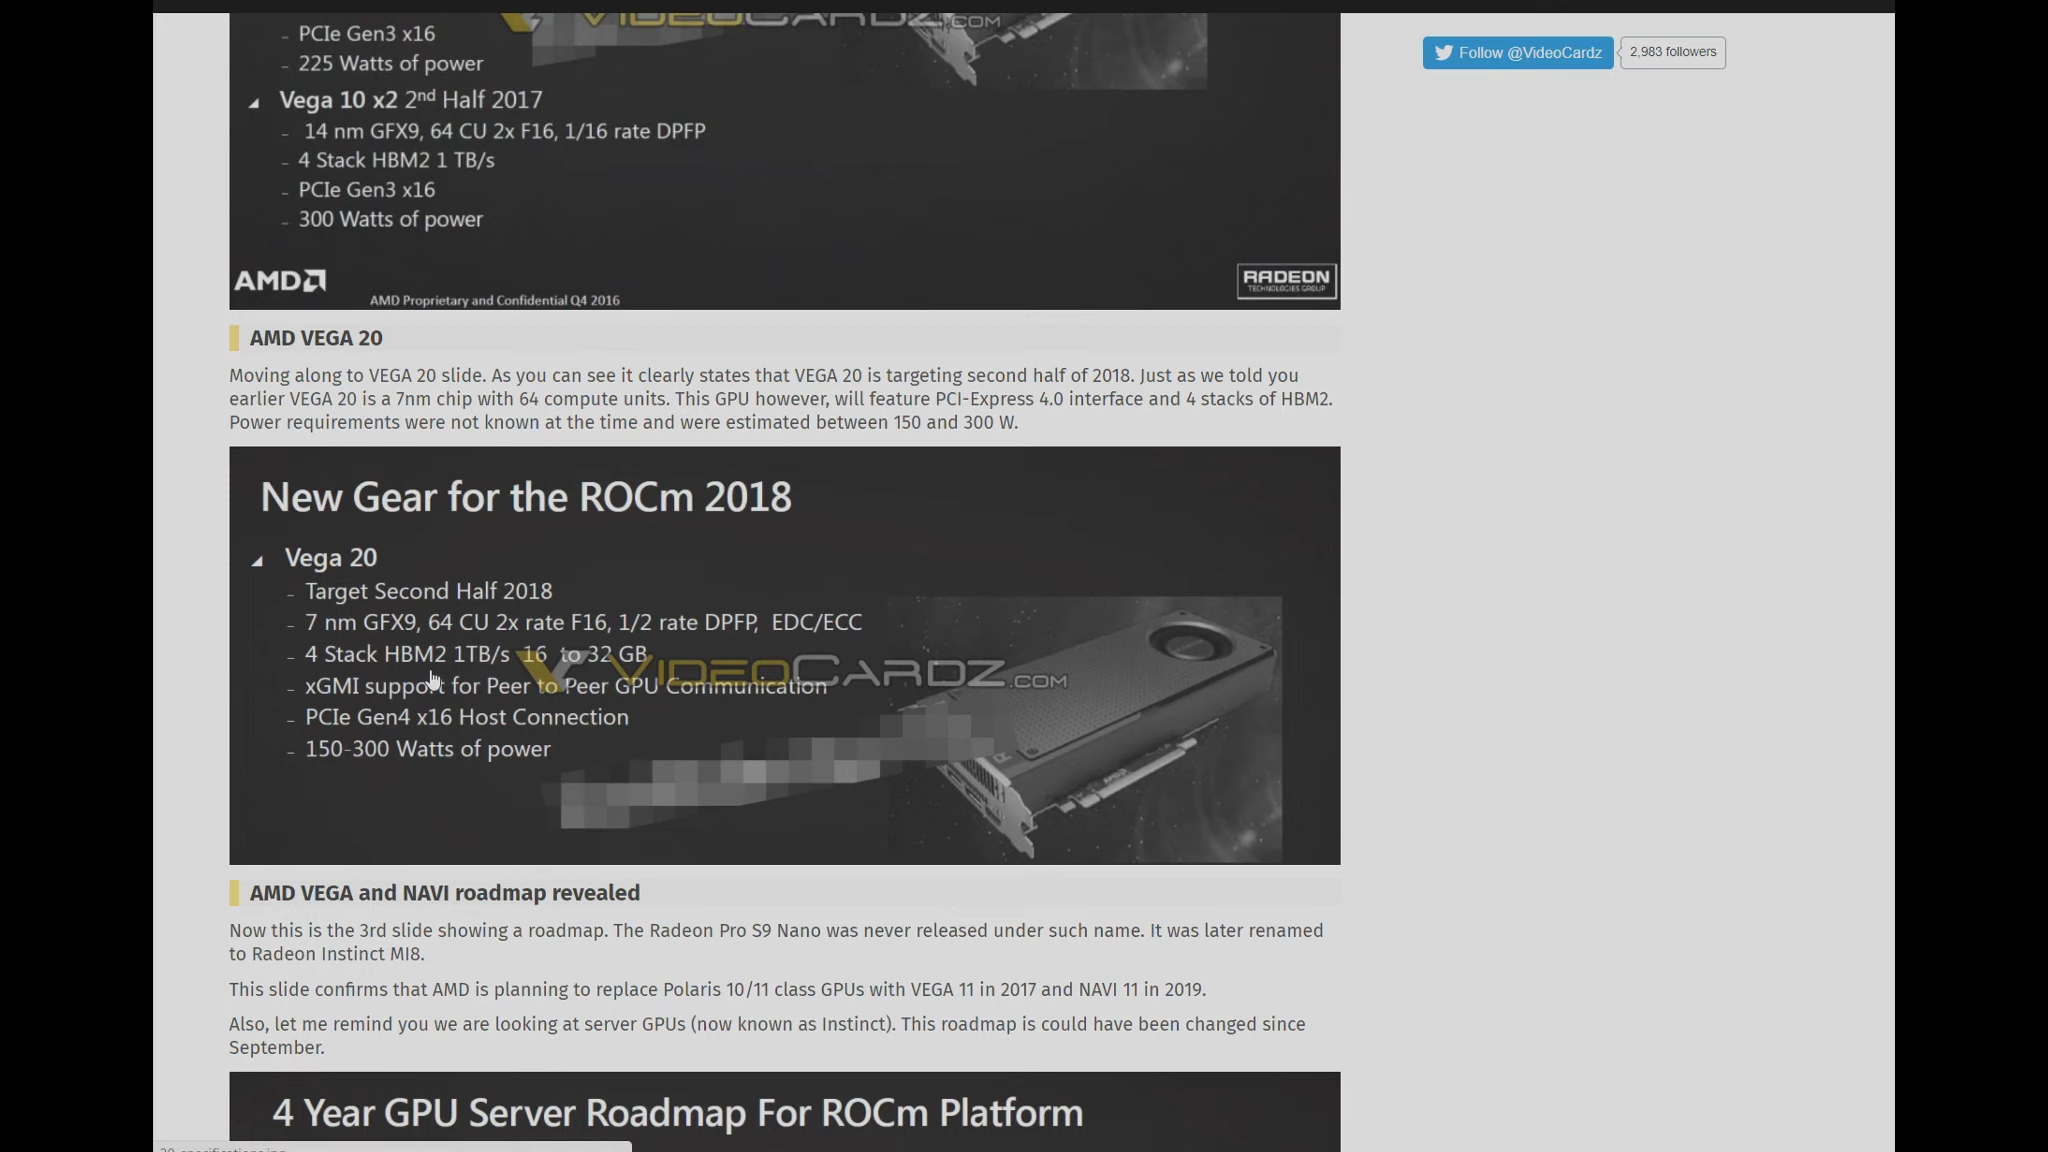 VIDEOCARDZ.COM
- PCIe Gen3 x16
- 225 Watts of power
Follow @VideoCardz
2,983 followers
Vega 10 x2 2nd Half 2017
- 14 nm GFX9, 64 CU 2x F16, 1/16 rate DPFP
- 4 Stack HBM2 1 TB/s
- PCIe Gen3 x16
- 300 Watts of power
AMD
AMD Proprietary and Confidential Q4 2016
RADEON
TECHNOLOGIES GROUP
AMD VEGA 20
Moving along to VEGA 20 slide. As you can see it clearly states that VEGA 20 is targeting second half of 2018. Just as we told you
earlier VEGA 20 is a 7nm chip with 64 compute units. This GPU however, will feature PCI-Express 4.0 interface and 4 stacks of HBM2.
Power requirements were not known at the time and were estimated between 150 and 300 W.
New Gear for the ROCm 2018
Vega 20
- Target Second Half 2018
- 7 nm GFX9, 64 CU 2x rate F16, 1/2 rate DPFP, EDC/ECC
- 4 Stack HBM2 1TB/s 16 to 32 GB
VIDEOCARDZ.COM
- xGMI support for Peer to Peer GPU Communication
- PCIe Gen4 x16 Host Connection
- 150-300 Watts of power
AMD VEGA and NAVI roadmap revealed
Now this is the 3rd slide showing a roadmap. The Radeon Pro S9 Nano was never released under such name. It was later renamed
to Radeon Instinct MI8.
This slide confirms that AMD is planning to replace Polaris 10/11 class GPUs with VEGA 11 in 2017 and NAVI 11 in 2019.
Also, let me remind you we are looking at server GPUs (now known as Instinct). This roadmap is could have been changed since
September.
4 Year GPU Server Roadmap For ROCm Platform